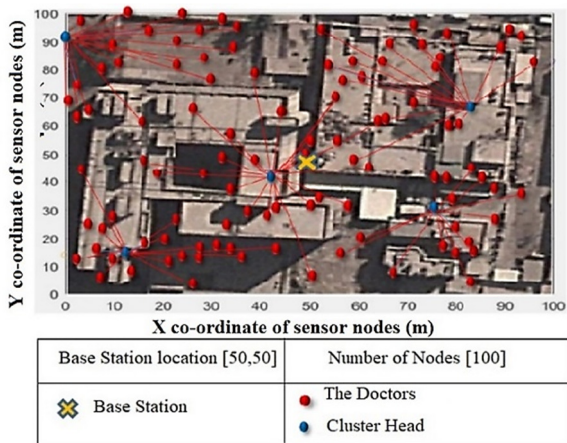 Y co-ordinate of sensor nodes (m)
100
90
80
70
60
50
40
30
20
10
0
0 10 20 30 40 50 60 70 80 90 100
X co-ordinate of sensor nodes (m)
Base Station location [50,50]
Number of Nodes [100]
Base Station
The Doctors
Cluster Head